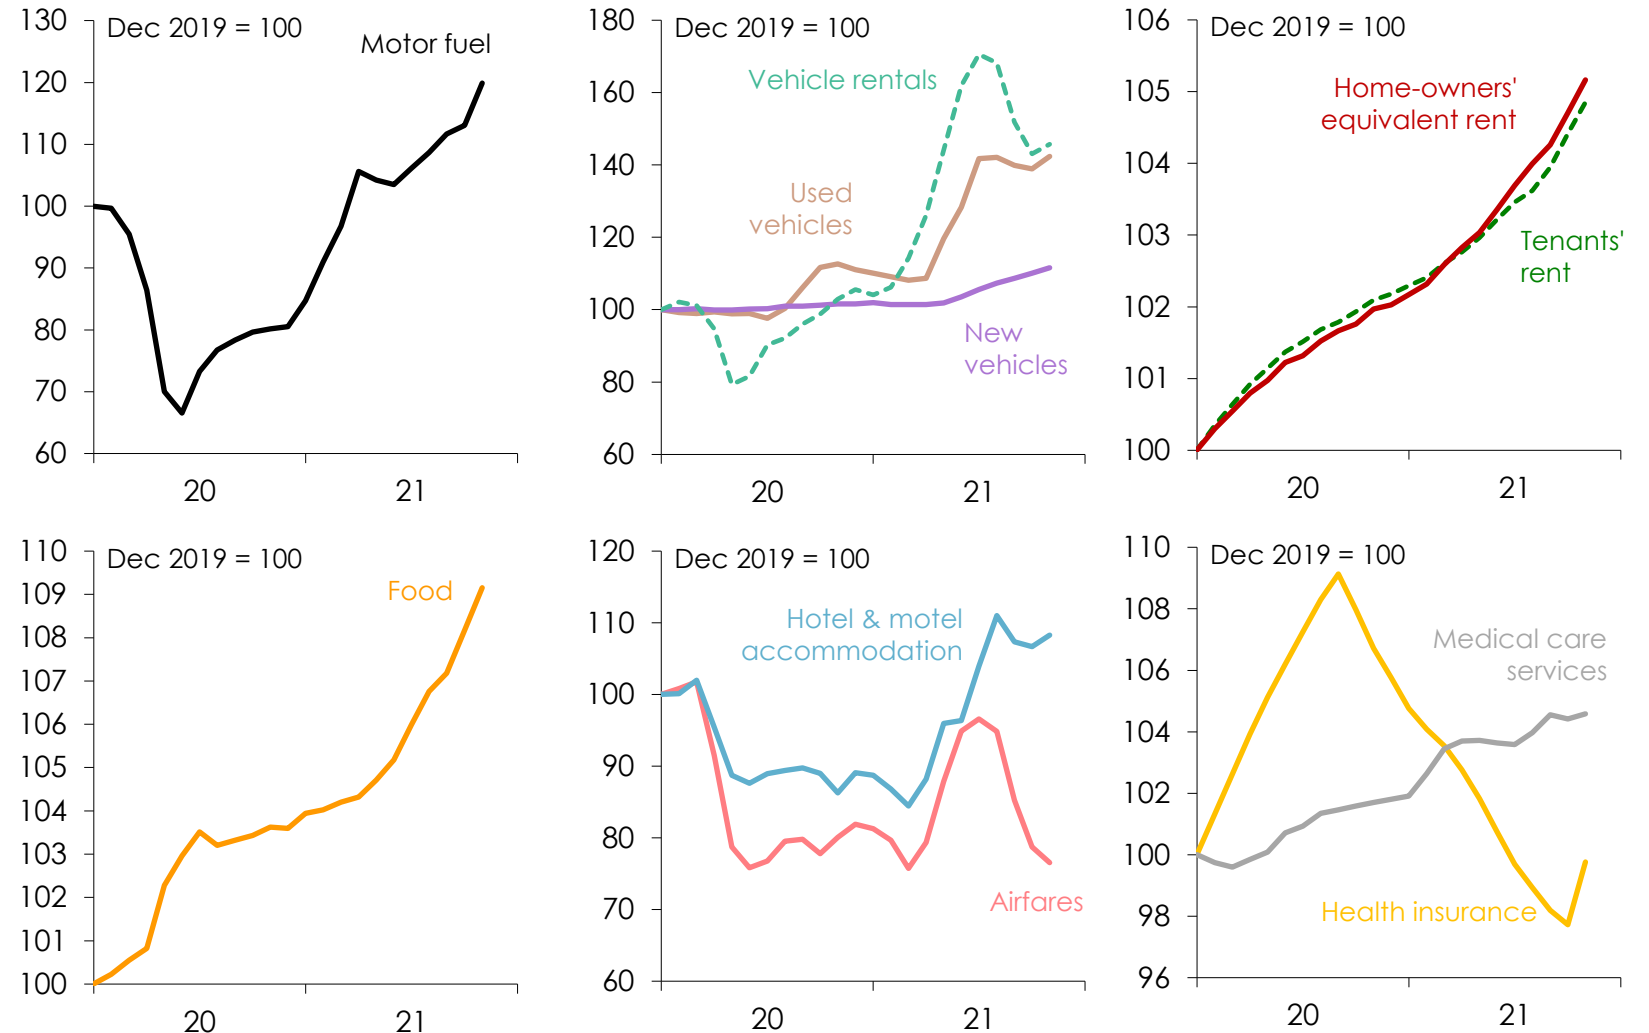 130
120
110
100
90
80
70
60
Dec 2019 = 100
Motor fuel
20
21
180
160
140
120
100
80
60
Dec 2019 = 100
Vehicle rentals
Used
vehicles
New
vehicles
20
21
106
105
104
103
102
101
100
Dec 2019 = 100
Home-owners'
equivalent rent
Tenants'
rent
20
21
110
109
108
107
106
105
104
103
102
101
100
Dec 2019 = 100
Food
20
21
120
110
100
90
80
70
60
Dec 2019 = 100
Hotel & motel
accommodation
Airfares
20
21
110
108
106
104
102
100
98
96
Dec 2019 = 100
Medical care
services
Health insurance
20
21